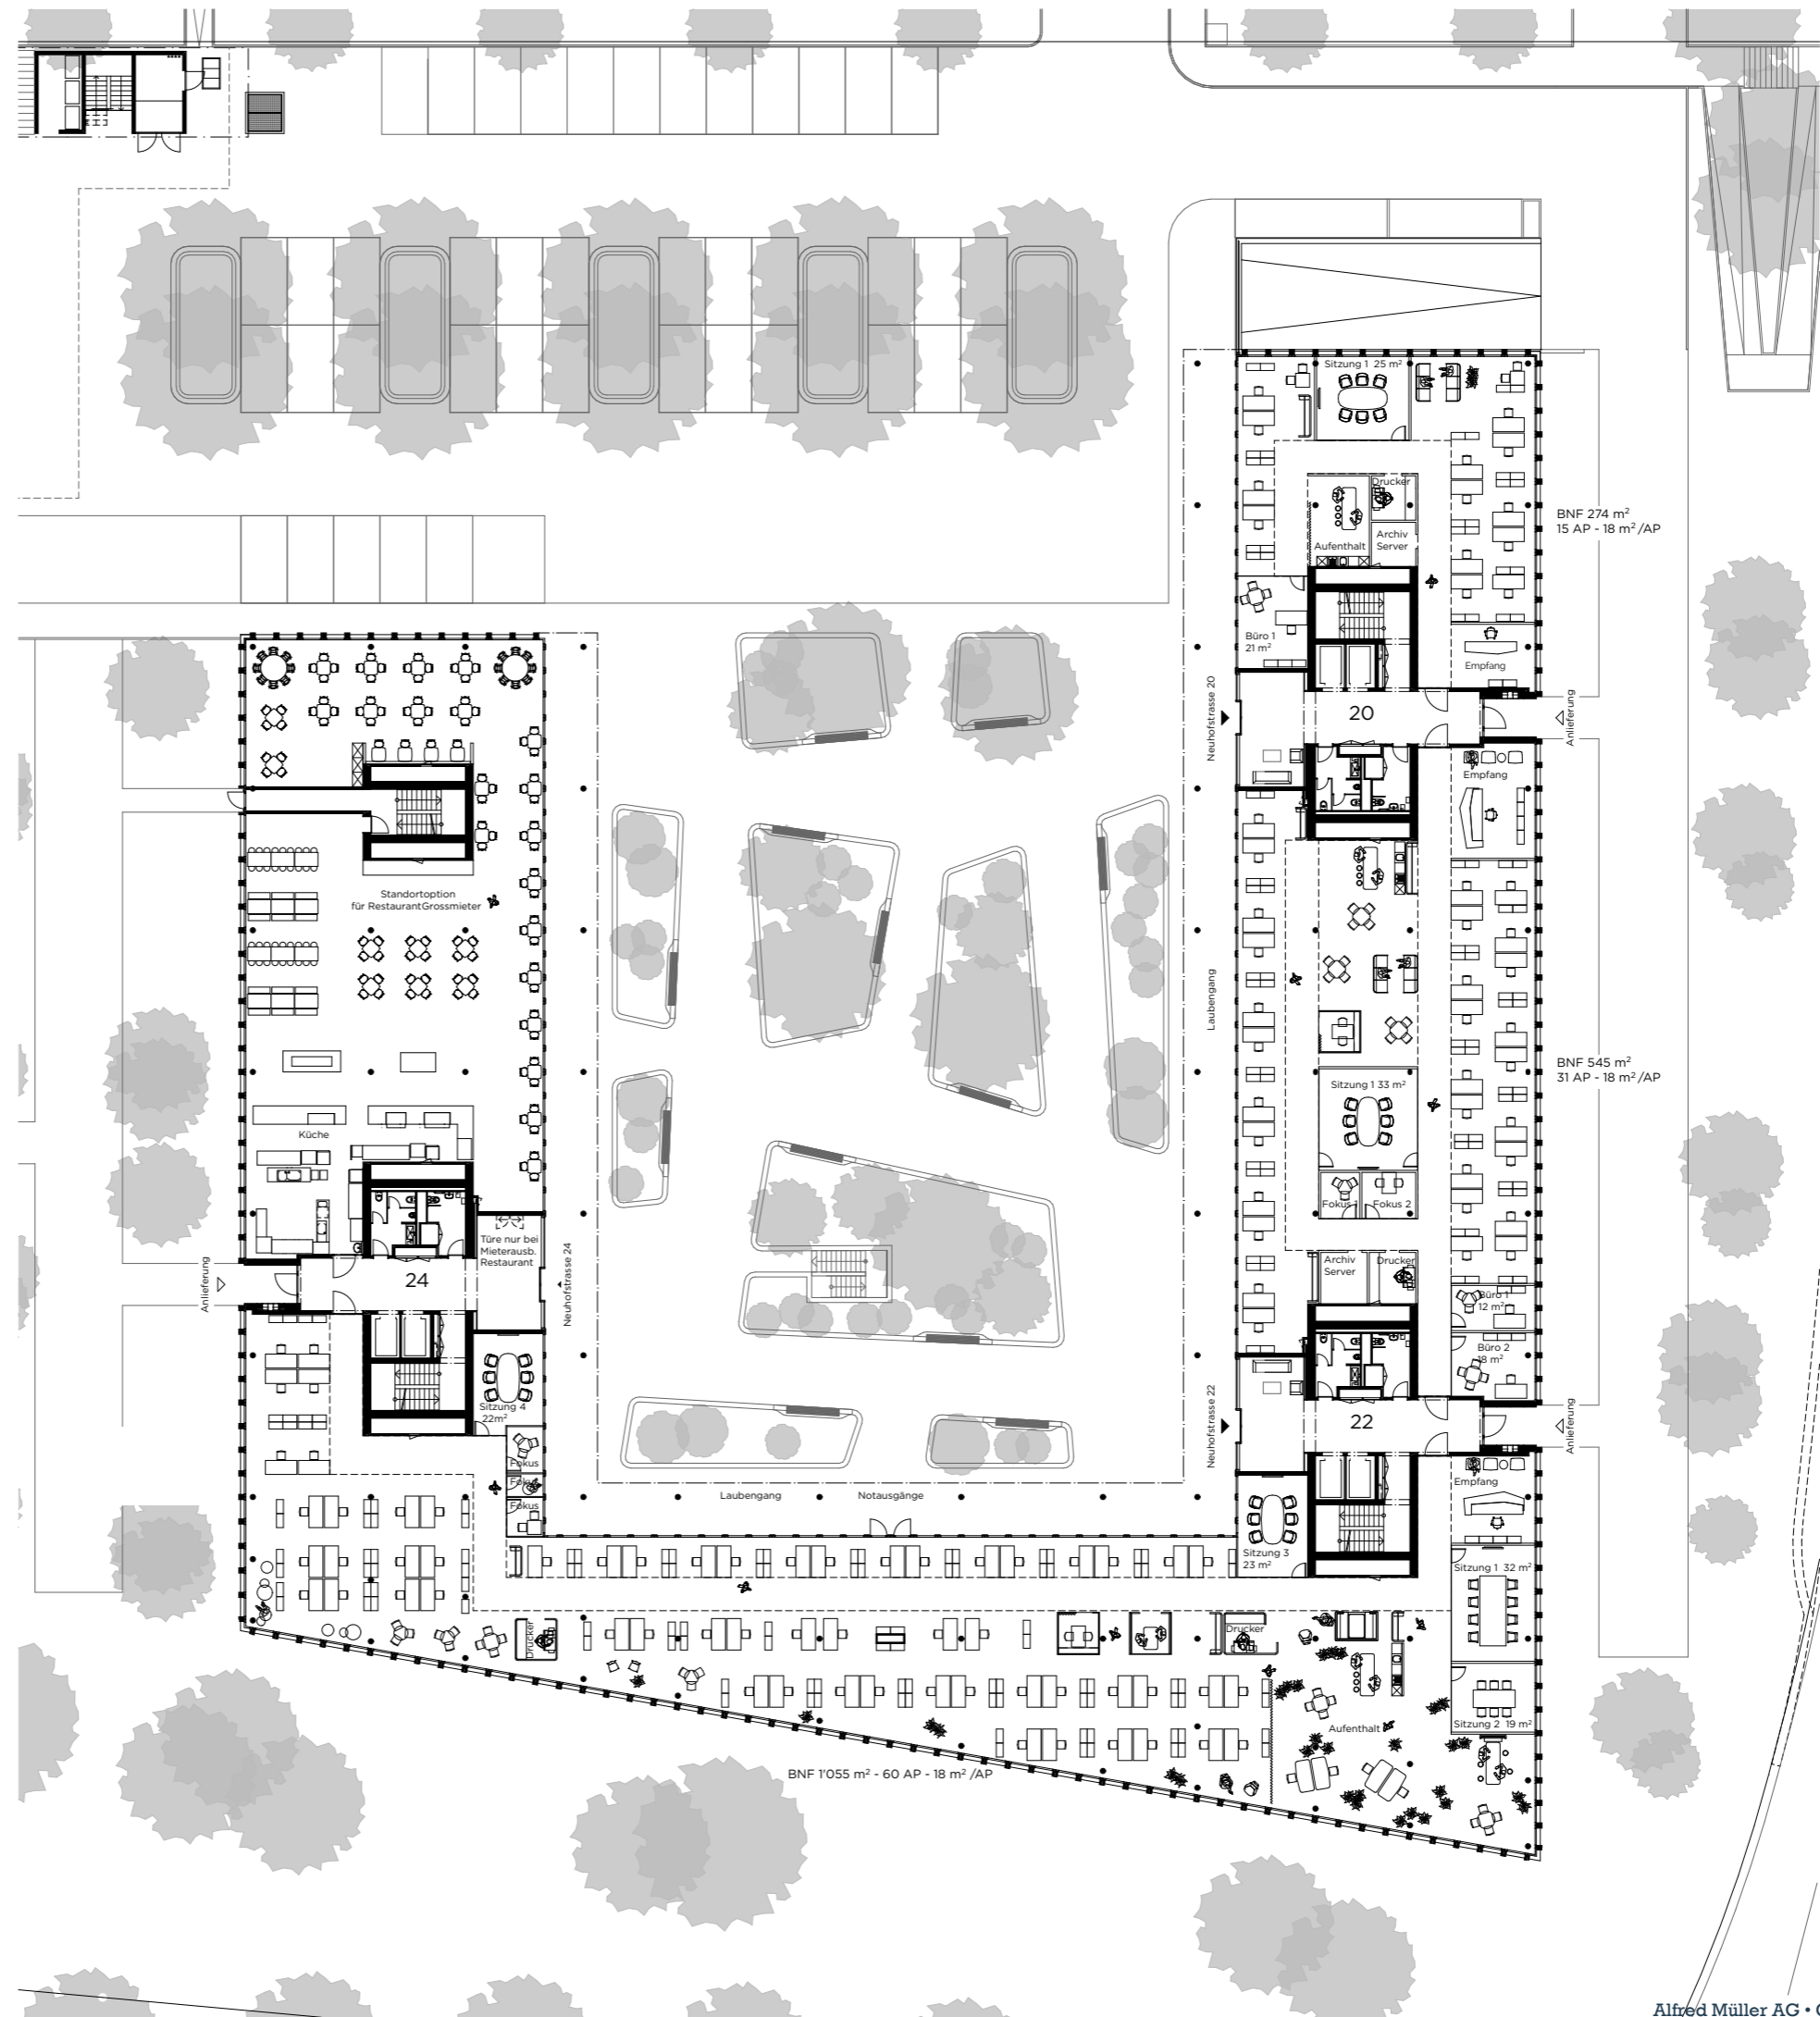 Sitzung 1 25 m²
Drucker
Archiv
Server
Aufenthalt
BNF 274 m²
15 AP - 18 m² /AP
Büro 1
21 m²
Empfang
Neuhofstrasse 20
20
Anlieferung
Empfang
Standortoption
für RestaurantGrossmieter
Laubengang
BNF 545 m²
31 AP - 18 m² /AP
Sitzung 1 33 m²
Küche
Fokus 1
Fokus 2
Türe nur bei
Mieterausb.
Restaurant
Archiv
Server
Drucker
Anlieferung
24
Neuhofstrasse 24
Büro 1
12 m²
Büro 2
18 m²
Sitzung 4
22m²
Neuhofstrasse 22
22
Anlieferung
Fokus
Fokus
Fokus
Laubengang
Notausgänge
Empfang
Sitzung 3
23 m²
Sitzung 1 32 m²
Drucker
Drucker
Aufenthalt
Sitzung 2 19 m²
BNF 1'055 m² - 60 AP - 18 m² /AP
Alfred Müller AG •